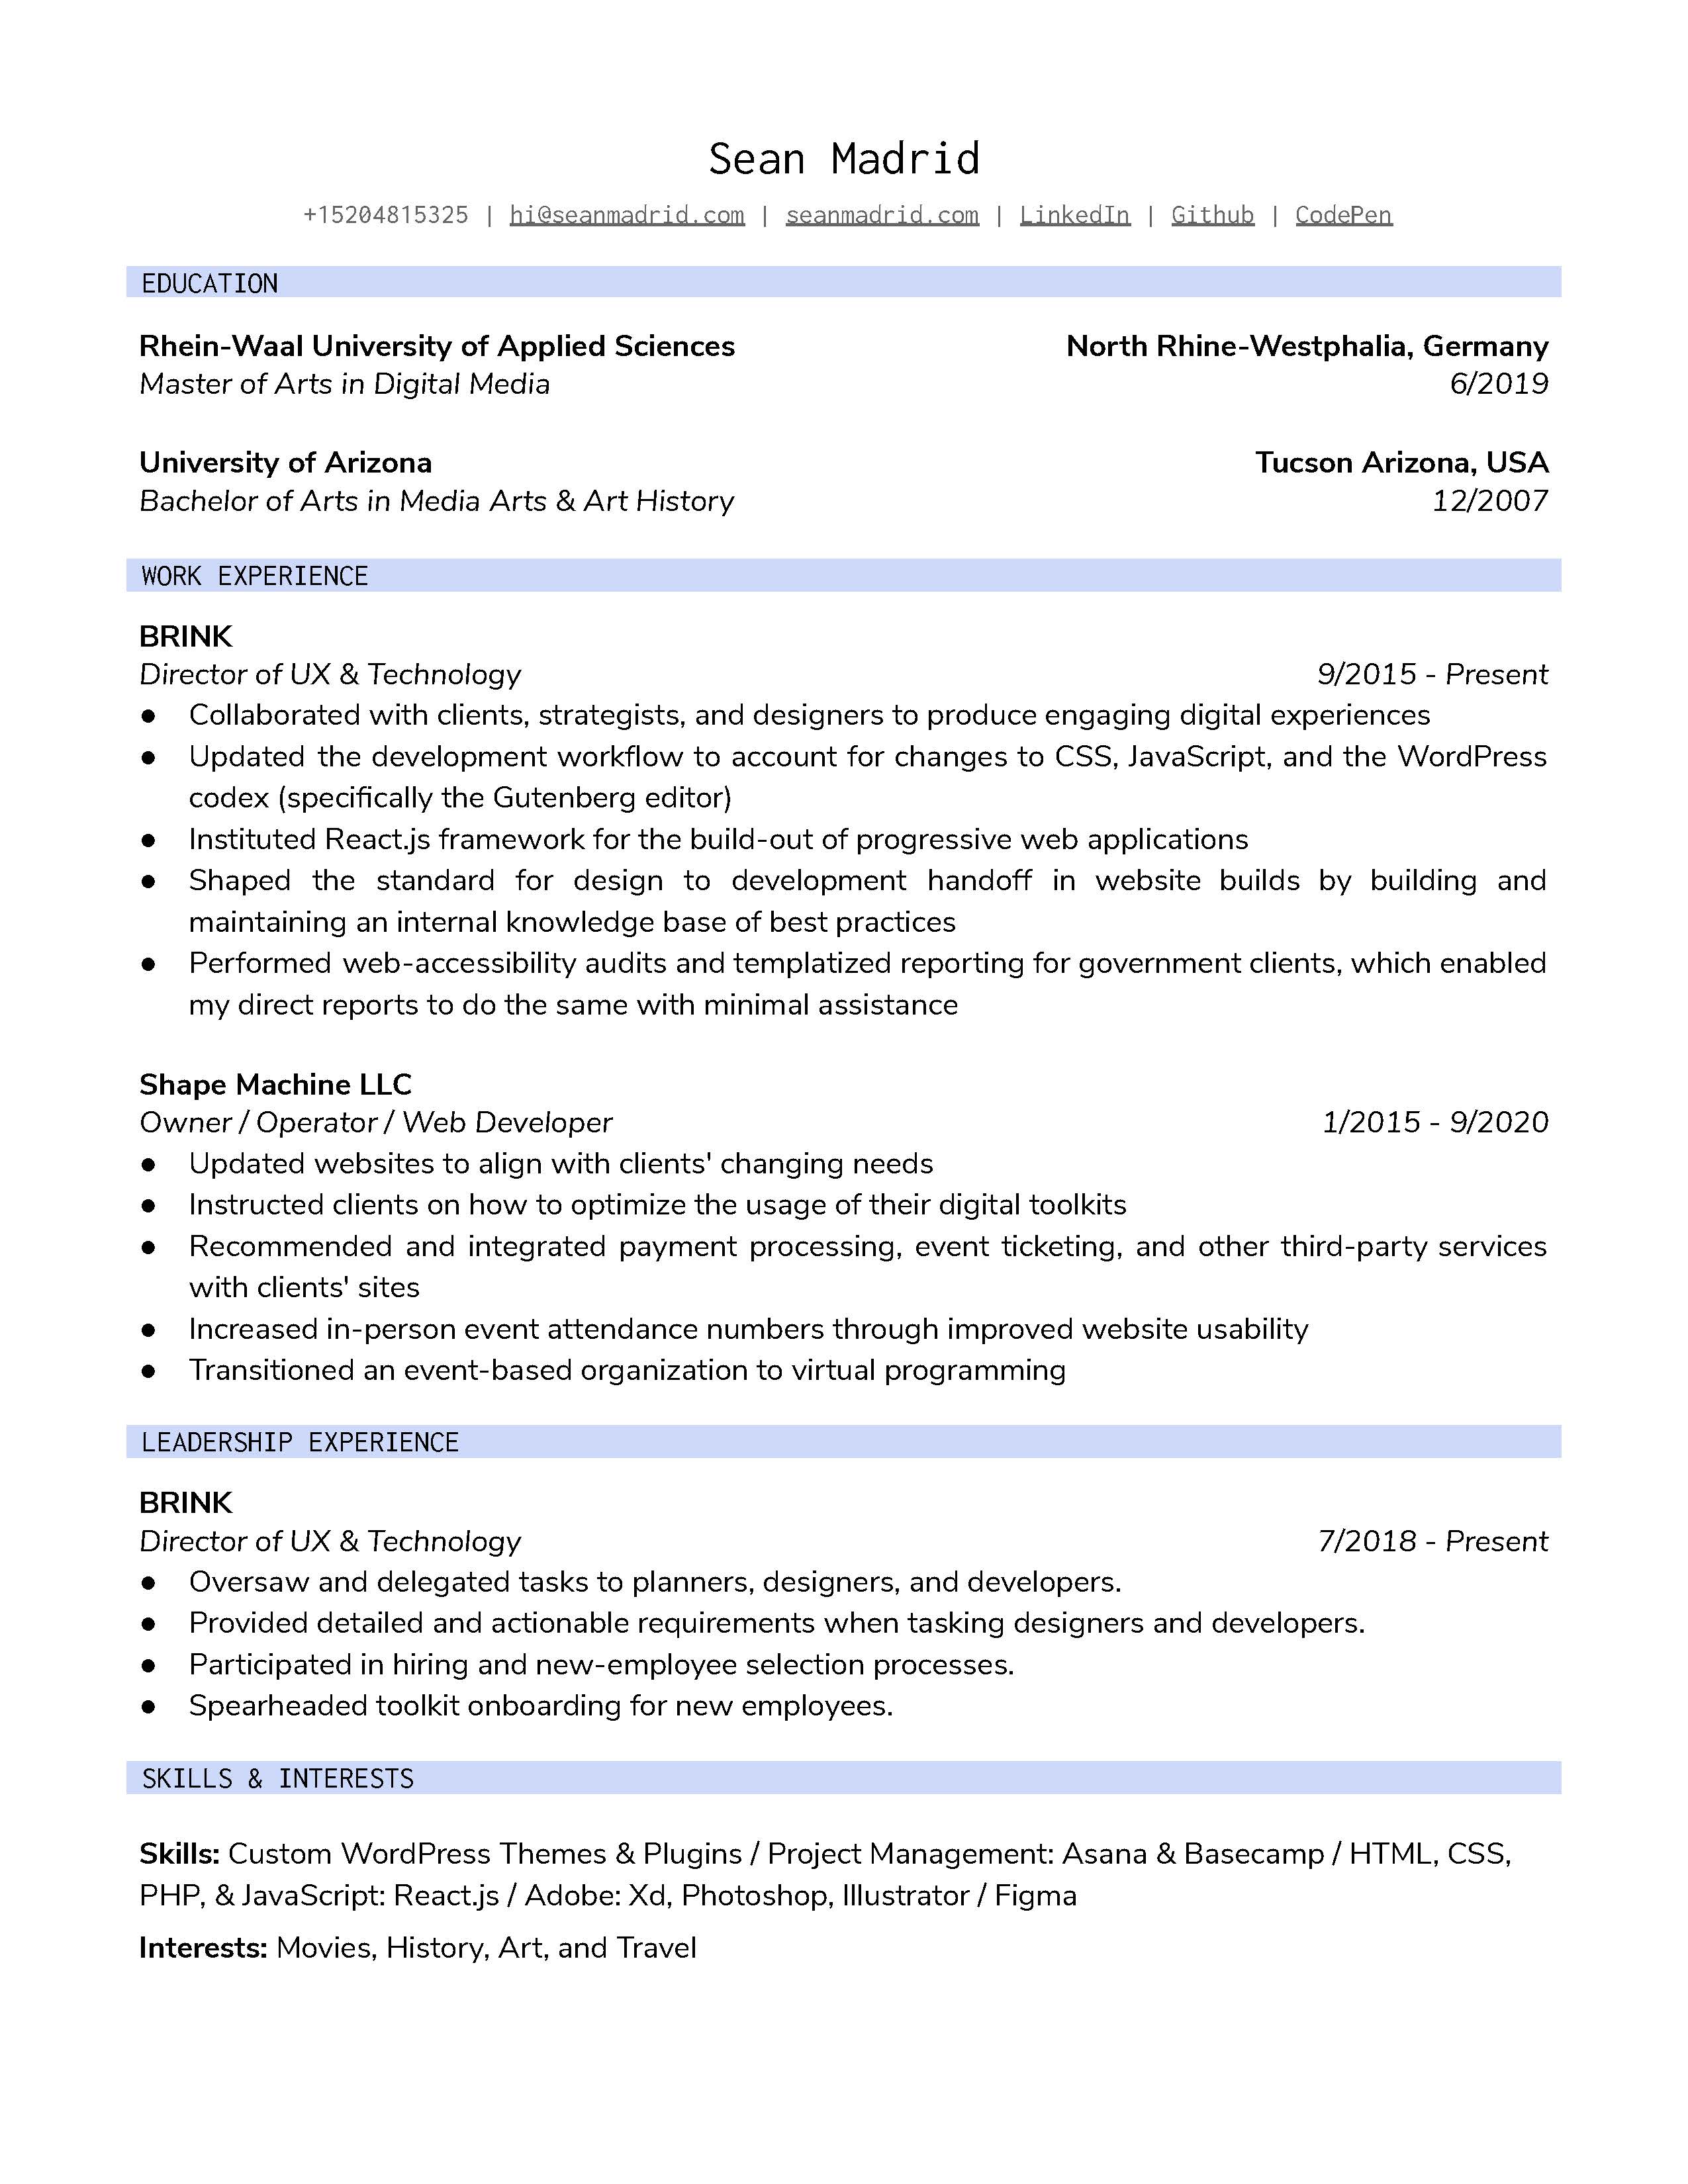 Sean Madrid
+15204815325 | hi@seanmadrid.com | seanmadrid.com | LinkedIn | Github | CodePen
EDUCATION
Rhein-Waal University of Applied Sciences North Rhine-Westphalia, Germany
Master of Arts in Digital Media 6/2019
University of Arizona Tucson Arizona, USA
Bachelor of Arts in Media Arts & Art History 12/2007
WORK EXPERIENCE
BRINK
Director of UX & Technology 9/2015 - Present
● Collaborated with clients, strategists, and designers to produce engaging digital experiences
● Updated the development workflow to account for changes to CSS, JavaScript, and the WordPress
codex (specifically the Gutenberg editor)
● Instituted React.js framework for the build-out of progressive web applications
● Shaped the standard for design to development handoff in website builds by building and
maintaining an internal knowledge base of best practices
● Performed web-accessibility audits and templatized reporting for government clients, which enabled
my direct reports to do the same with minimal assistance
Shape Machine LLC
Owner / Operator / Web Developer 1/2015 - 9/2020
● Updated websites to align with clients' changing needs
● Instructed clients on how to optimize the usage of their digital toolkits
● Recommended and integrated payment processing, event ticketing, and other third-party services
with clients' sites
● Increased in-person event attendance numbers through improved website usability
● Transitioned an event-based organization to virtual programming
LEADERSHIP EXPERIENCE
BRINK
Director of UX & Technology 7/2018 - Present
● Oversaw and delegated tasks to planners, designers, and developers.
● Provided detailed and actionable requirements when tasking designers and developers.
● Participated in hiring and new-employee selection processes.
● Spearheaded toolkit onboarding for new employees.
SKILLS & INTERESTS
Skills: Custom WordPress Themes & Plugins / Project Management: Asana & Basecamp / HTML, CSS,
PHP, & JavaScript: React.js / Adobe: Xd, Photoshop, Illustrator / Figma
Interests: Movies, History, Art, and Travel